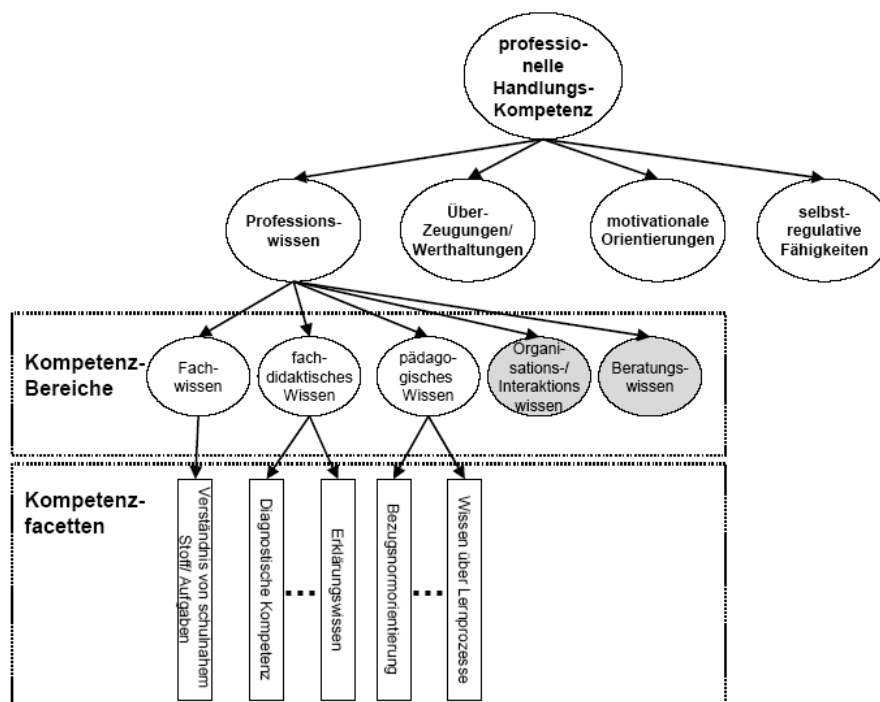 professio-
nelle
Handlungs-
Kompetenz
Professions-
wissen
Über-
Zeugungen/
Werthaltungen
motivationale
Orientierungen
selbst-
regulative
Fähigkeiten
Kompetenz-
Bereiche
Fach-
wissen
fach-
didaktisches
Wissen
pädago-
gisches
Wissen
Organi-
sations-/
Interaktions
wissen
Beratungs-
wissen
Kompetenz-
facetten
Verständnis von schulnahem
Stoff/ Aufgaben
Diagnostische Kompetenz
...
Erklärungswissen
Bezugsnormorientierung
...
Wissen über Lernprozesse